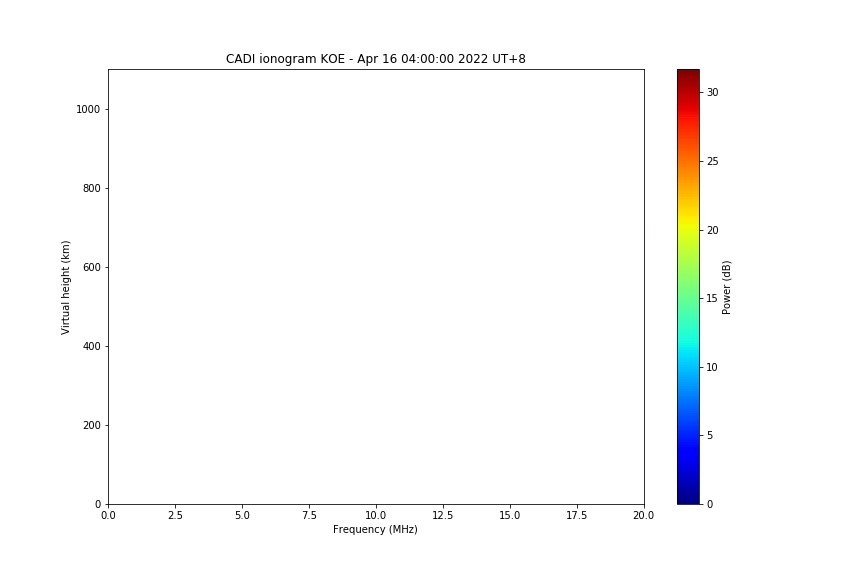 CADI ionogram KOE - Apr 16 04:00:00 2022 UT+8
1000
800
600
400
200
0
Virtual height (km)
0.0 2.5 5.0 7.5 10.0 12.5 15.0 17.5 20.0
Frequency (MHz)
30
25
20
15
10
5
0
Power (dB)